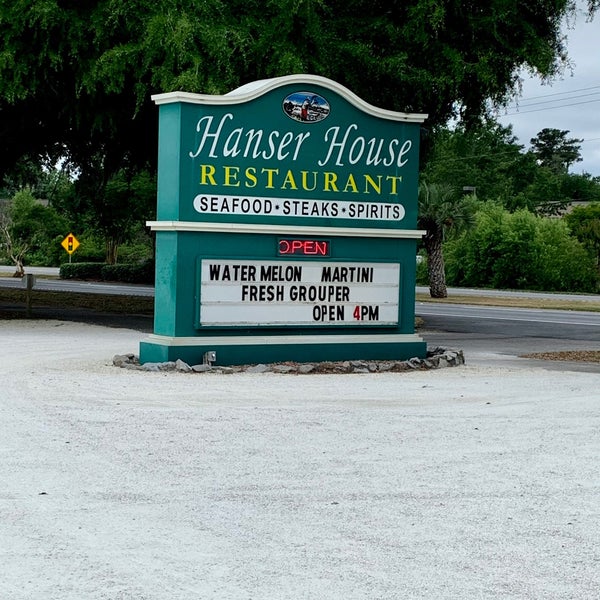 Hanser House
RESTAURANT
SEAFOOD • STEAKS • SPIRITS
OPEN
WATER MELON MARTINI
FRESH GROUPER
OPEN 4PM